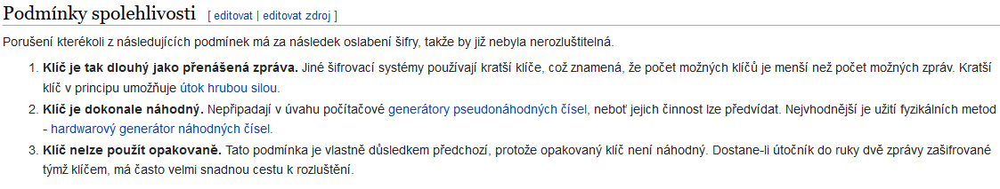 Podmínky spolehlivosti [ editovat | editovat zdroj ]
Porušení kterékoli z následujících podmínek má za následek oslabení šifry, takže by již nebyla nerozluštitelná.
1. Klíč je tak dlouhý jako přenášená zpráva. Jiné šifrovací systémy používají kratší klíče, což znamená, že počet možných klíčů je menší než počet možných zpráv. Kratší
klíč v principu umožňuje útok hrubou silou.
2. Klíč je dokonale náhodný. Nepřipadají v úvahu počítačové generátory pseudonáhodných čísel, neboť jejich činnost lze předvídat. Nejvhodnější je užití fyzikálních metod
- hardwarový generátor náhodných čísel.
3. Klíč nelze použít opakovaně. Tato podmínka je vlastně důsledkem předchozí, protože opakovaný klíč není náhodný. Dostane-li útočník do ruky dvě zprávy zašifrované
týmž klíčem, má často velmi snadnou cestu k rozluštění.